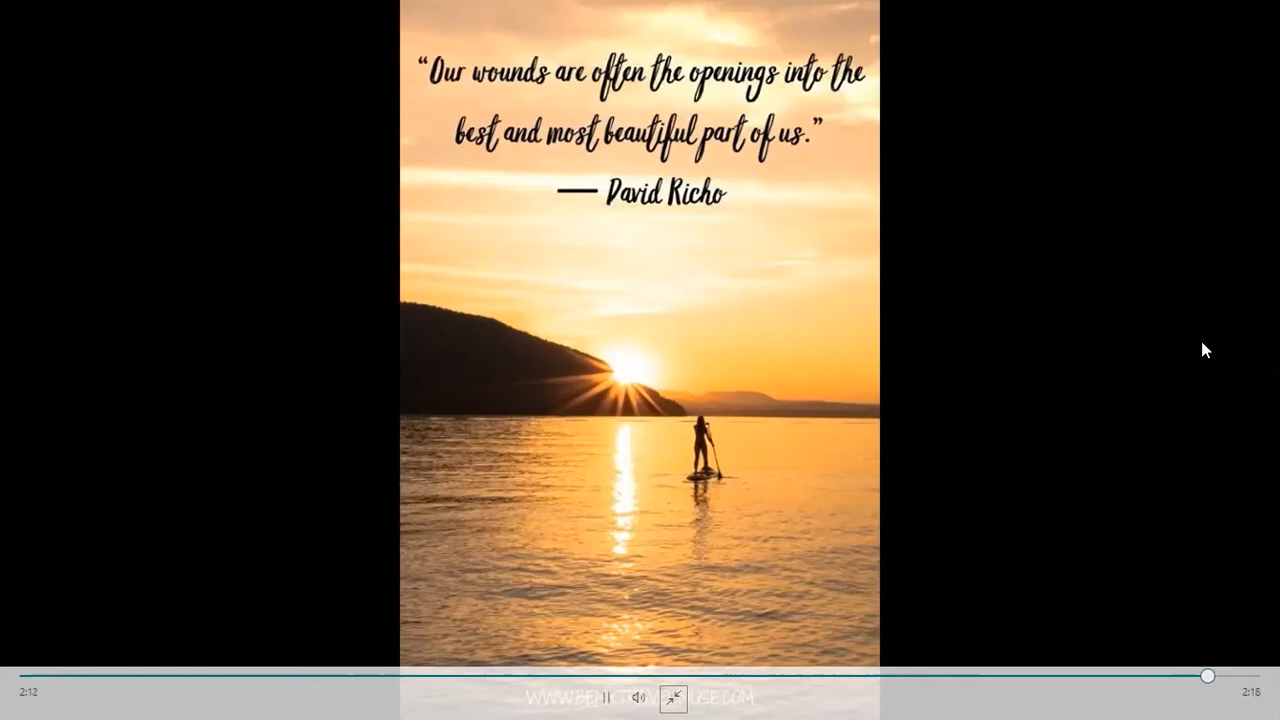 “Our wounds are often the openings into the
best and most beautiful part of us.”
— David Richo
2:12
2:18